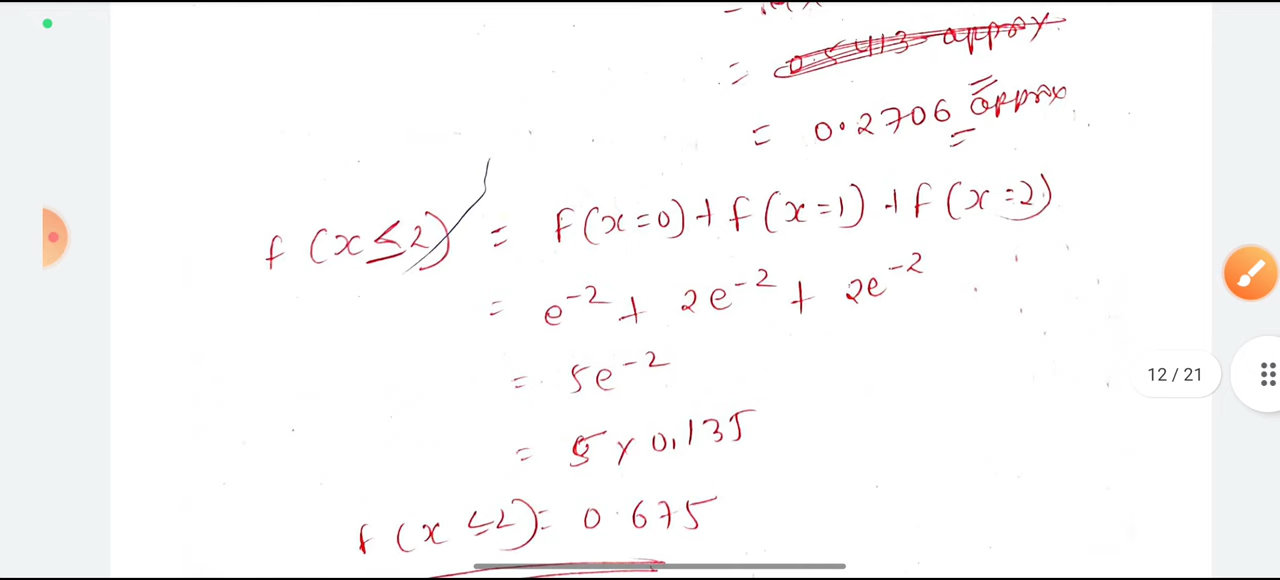 = 0.5413 approx
= 0.2706 approx
f (x ≤ 2) = f(x=0) + f(x=1) + f(x=2)
= e⁻² + 2e⁻² + 2e⁻²
= 5e⁻²
12 / 21
= 5 × 0.135
f (x ≤ 2) = 0.675